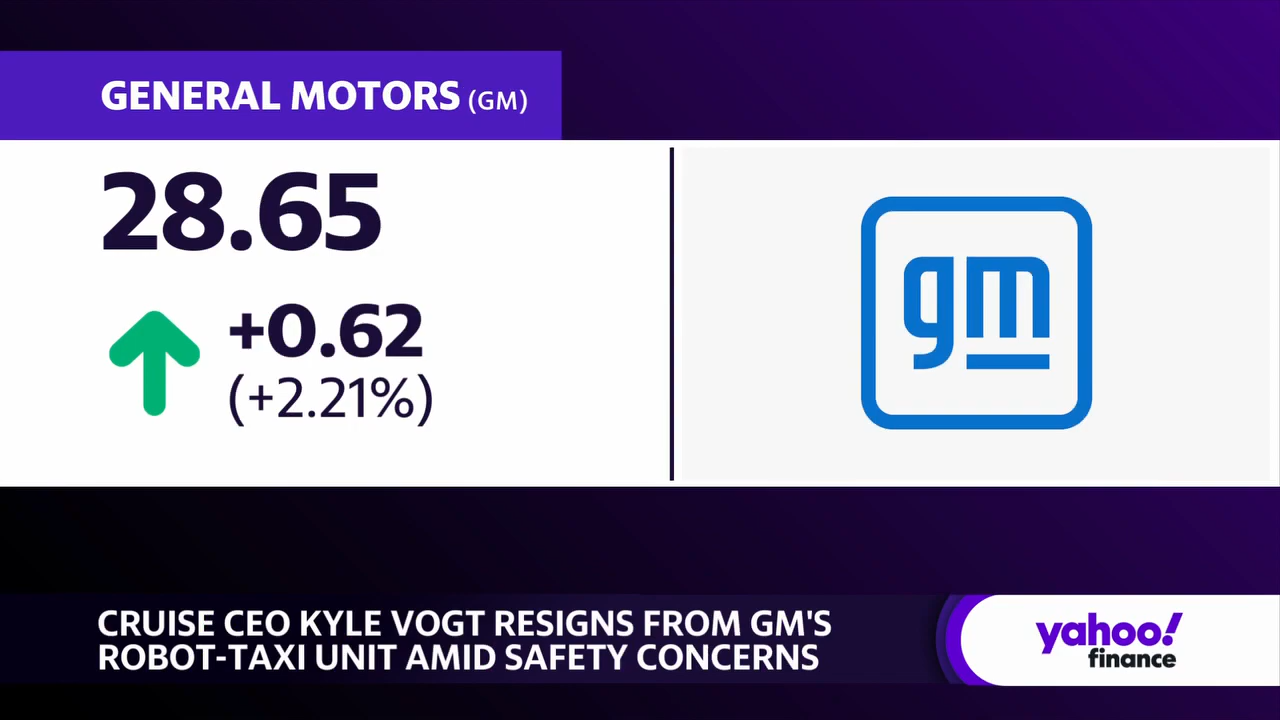 GENERAL MOTORS (GM)
28.65
+0.62
(+2.21%)
gm
CRUISE CEO KYLE VOGT RESIGNS FROM GM'S
ROBOT-TAXI UNIT AMID SAFETY CONCERNS
yahoo!
finance